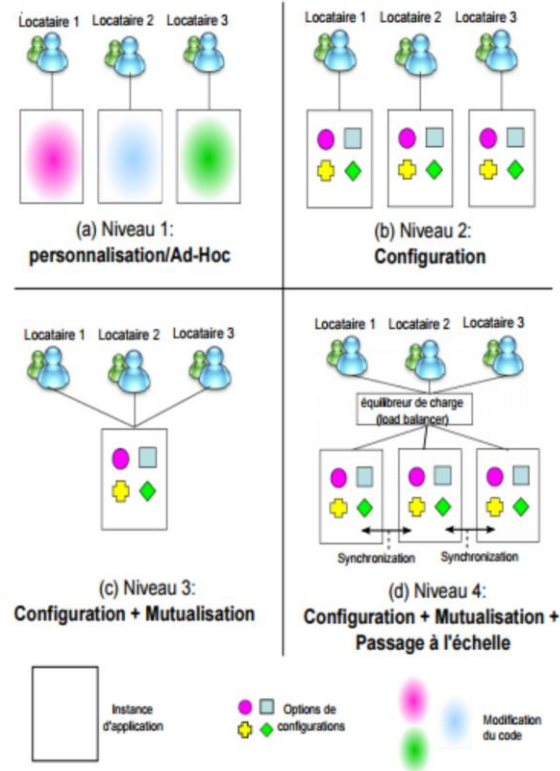 Locataire 1 Locataire 2 Locataire 3
(a) Niveau 1:
personnalisation/Ad-Hoc
Locataire 1 Locataire 2 Locataire 3
(b) Niveau 2:
Configuration
Locataire 1 Locataire 2 Locataire 3
(c) Niveau 3:
Configuration + Mutualisation
Locataire 1 Locataire 2 Locataire 3
équilibreur de charge
(load balancer)
Synchronization Synchronization
(d) Niveau 4:
Configuration + Mutualisation +
Passage à l'échelle
Instance
d'application
Options de
configurations
Modification
du code